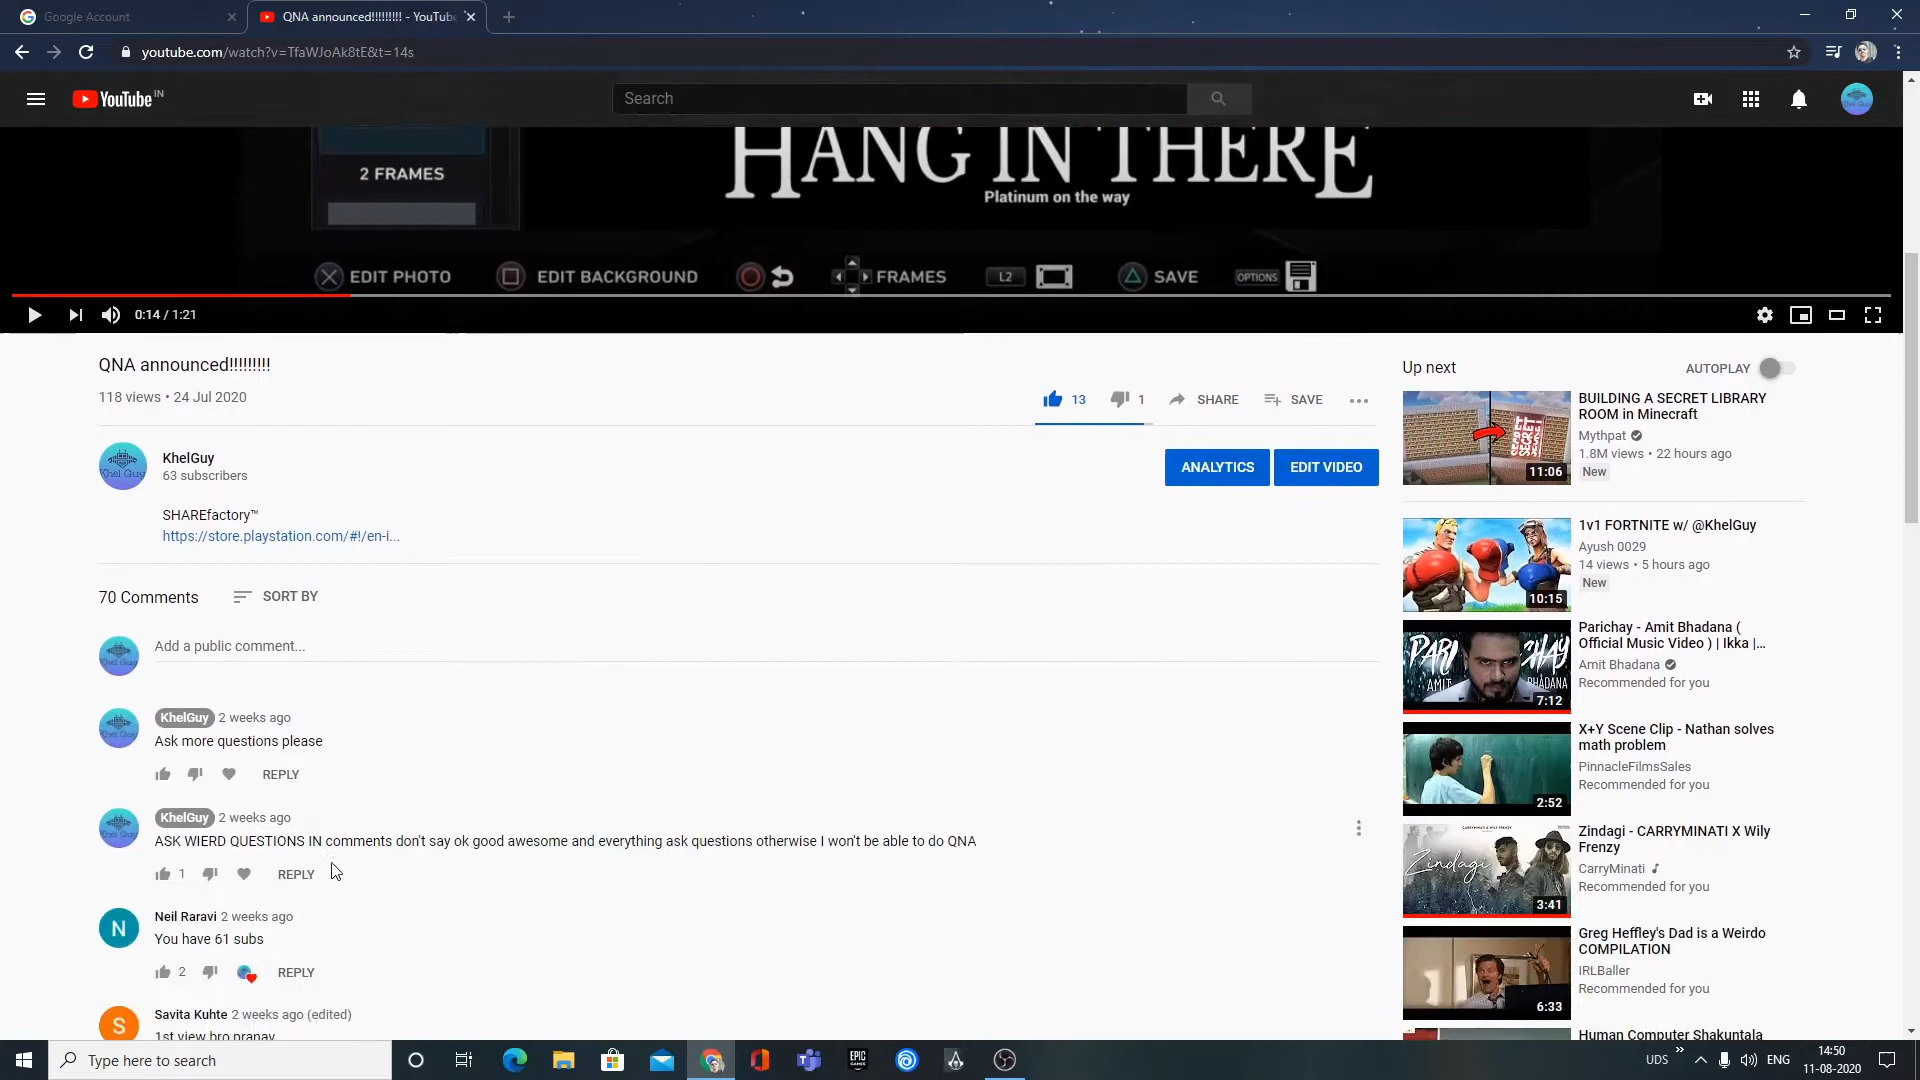 Google Account
QNA announced!!!!!!!!! - YouTube
youtube.com/watch?v=TfaWJoAk8tE&t=14s
YouTube IN
Search
2 FRAMES
HANG IN THERE
Platinum on the way
EDIT PHOTO
EDIT BACKGROUND
FRAMES
L2
SAVE
OPTIONS
0:14 / 1:21
QNA announced!!!!!!!!!
118 views • 24 Jul 2020
13
1
SHARE
SAVE
KhelGuy
63 subscribers
ANALYTICS
EDIT VIDEO
SHAREfactory™
https://store.playstation.com/#!/en-i...
70 Comments
SORT BY
Add a public comment...
KhelGuy 2 weeks ago
Ask more questions please
REPLY
KhelGuy 2 weeks ago
ASK WIERD QUESTIONS IN comments don't say ok good awesome and everything ask questions otherwise I won't be able to do QNA
1
REPLY
Neil Raravi 2 weeks ago
You have 61 subs
2
REPLY
Savita Kuhte 2 weeks ago (edited)
1st view bro pranav
Up next
AUTOPLAY
SECRET
11:06
BUILDING A SECRET LIBRARY
ROOM in Minecraft
Mythpat
1.8M views • 22 hours ago
New
10:15
1v1 FORTNITE w/ @KhelGuy
Ayush 0029
14 views • 5 hours ago
New
PARI CHAY
AMIT BHADANA
7:12
Parichay - Amit Bhadana (
Official Music Video ) | Ikka |...
Amit Bhadana
Recommended for you
2:52
X+Y Scene Clip - Nathan solves
math problem
PinnacleFilmsSales
Recommended for you
Zindagi
3:41
Zindagi - CARRYMINATI X Wily
Frenzy
CarryMinati
Recommended for you
6:33
Greg Heffley's Dad is a Weirdo
COMPILATION
IRLBaller
Recommended for you
Human Computer Shakuntala
Type here to search
EPIC
GAMES
UDS
ENG
14:50
11-08-2020